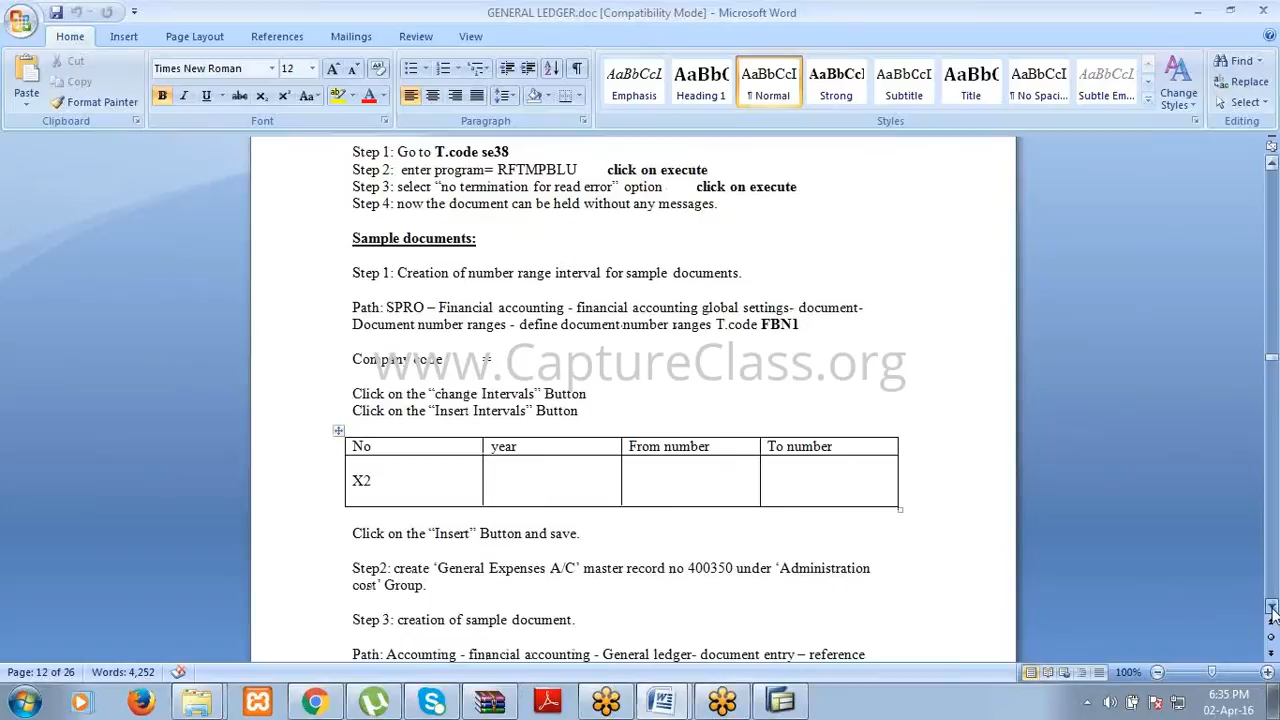 GENERAL LEDGER.doc [Compatibility Mode] - Microsoft Word
Home Insert Page Layout References Mailings Review View
Paste Cut Copy Format Painter Clipboard
Times New Roman 12 Font
B I U abc X₂ X² Aa A
Paragraph
AaBbCcI AaBbC AaBbCcI AaBbCcI AaBbCcI AaBbC AaBbCcI AaBbCcI
Emphasis Heading 1 ¶ Normal Strong Subtitle Title ¶ No Spaci... Subtle Em...
Change Styles Styles
Find Replace Select Editing
Step 1: Go to T.code se38
Step 2: enter program= RFTMPBLU click on execute
Step 3: select “no termination for read error” option click on execute
Step 4: now the document can be held without any messages.
Sample documents:
Step 1: Creation of number range interval for sample documents.
Path: SPRO – Financial accounting - financial accounting global settings- document-
Document number ranges - define document number ranges T.code FBN1
Company code =
www.CaptureClass.org
Click on the “change Intervals” Button
Click on the “Insert Intervals” Button
No year From number To number
X2
Click on the “Insert” Button and save.
Step2: create ‘General Expenses A/C’ master record no 400350 under ‘Administration
cost’ Group.
Step 3: creation of sample document.
Path: Accounting - financial accounting - General ledger- document entry – reference
Page: 12 of 26 Words: 4,252 100%
6:35 PM
02-Apr-16